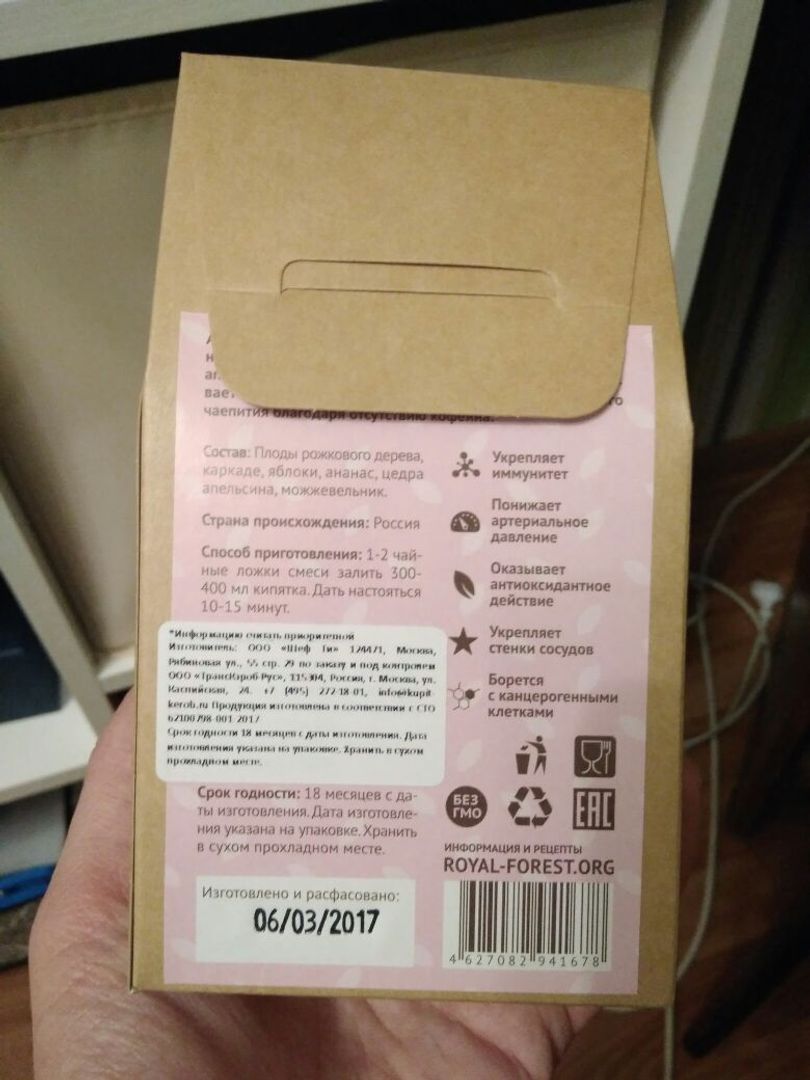 вает
го
чаепития благодаря отсутствию кофеина.
Состав: Плоды рожкового дерева,
каркаде, яблоки, ананас, цедра
апельсина, можжевельник.
Страна происхождения: Россия
Способ приготовления: 1-2 чай-
ные ложки смеси залить 300-
400 мл кипятка. Дать настояться
10-15 минут.
*Информацию считать приоритетной
Изготовитель: ООО «Шеф Ти» 124471, Москва,
Рябиновая ул., 55 стр. 29 по заказу и под контролем
ООО «ТрансКэроб-Рус», 115304, Россия, г. Москва, ул.
Каспийская, 24. +7 (495) 272-18-01, info@kupit-
kerob.ru Продукция изготовлена в соответствии с СТО
62100798-001-2017
Срок годности 18 месяцев с даты изготовления. Дата
изготовления указана на упаковке. Хранить в сухом
прохладном месте.
Срок годности: 18 месяцев с да-
ты изготовления. Дата изготовле-
ния указана на упаковке. Хранить
в сухом прохладном месте.
Изготовлено и расфасовано:
06/03/2017
Укрепляет
иммунитет
Понижает
артериальное
давление
Оказывает
антиоксидантное
действие
Укрепляет
стенки сосудов
Борется
с канцерогенными
клетками
БЕЗ
ГМО
EAC
ИНФОРМАЦИЯ И РЕЦЕПТЫ
ROYAL-FOREST.ORG
4 627082 941678